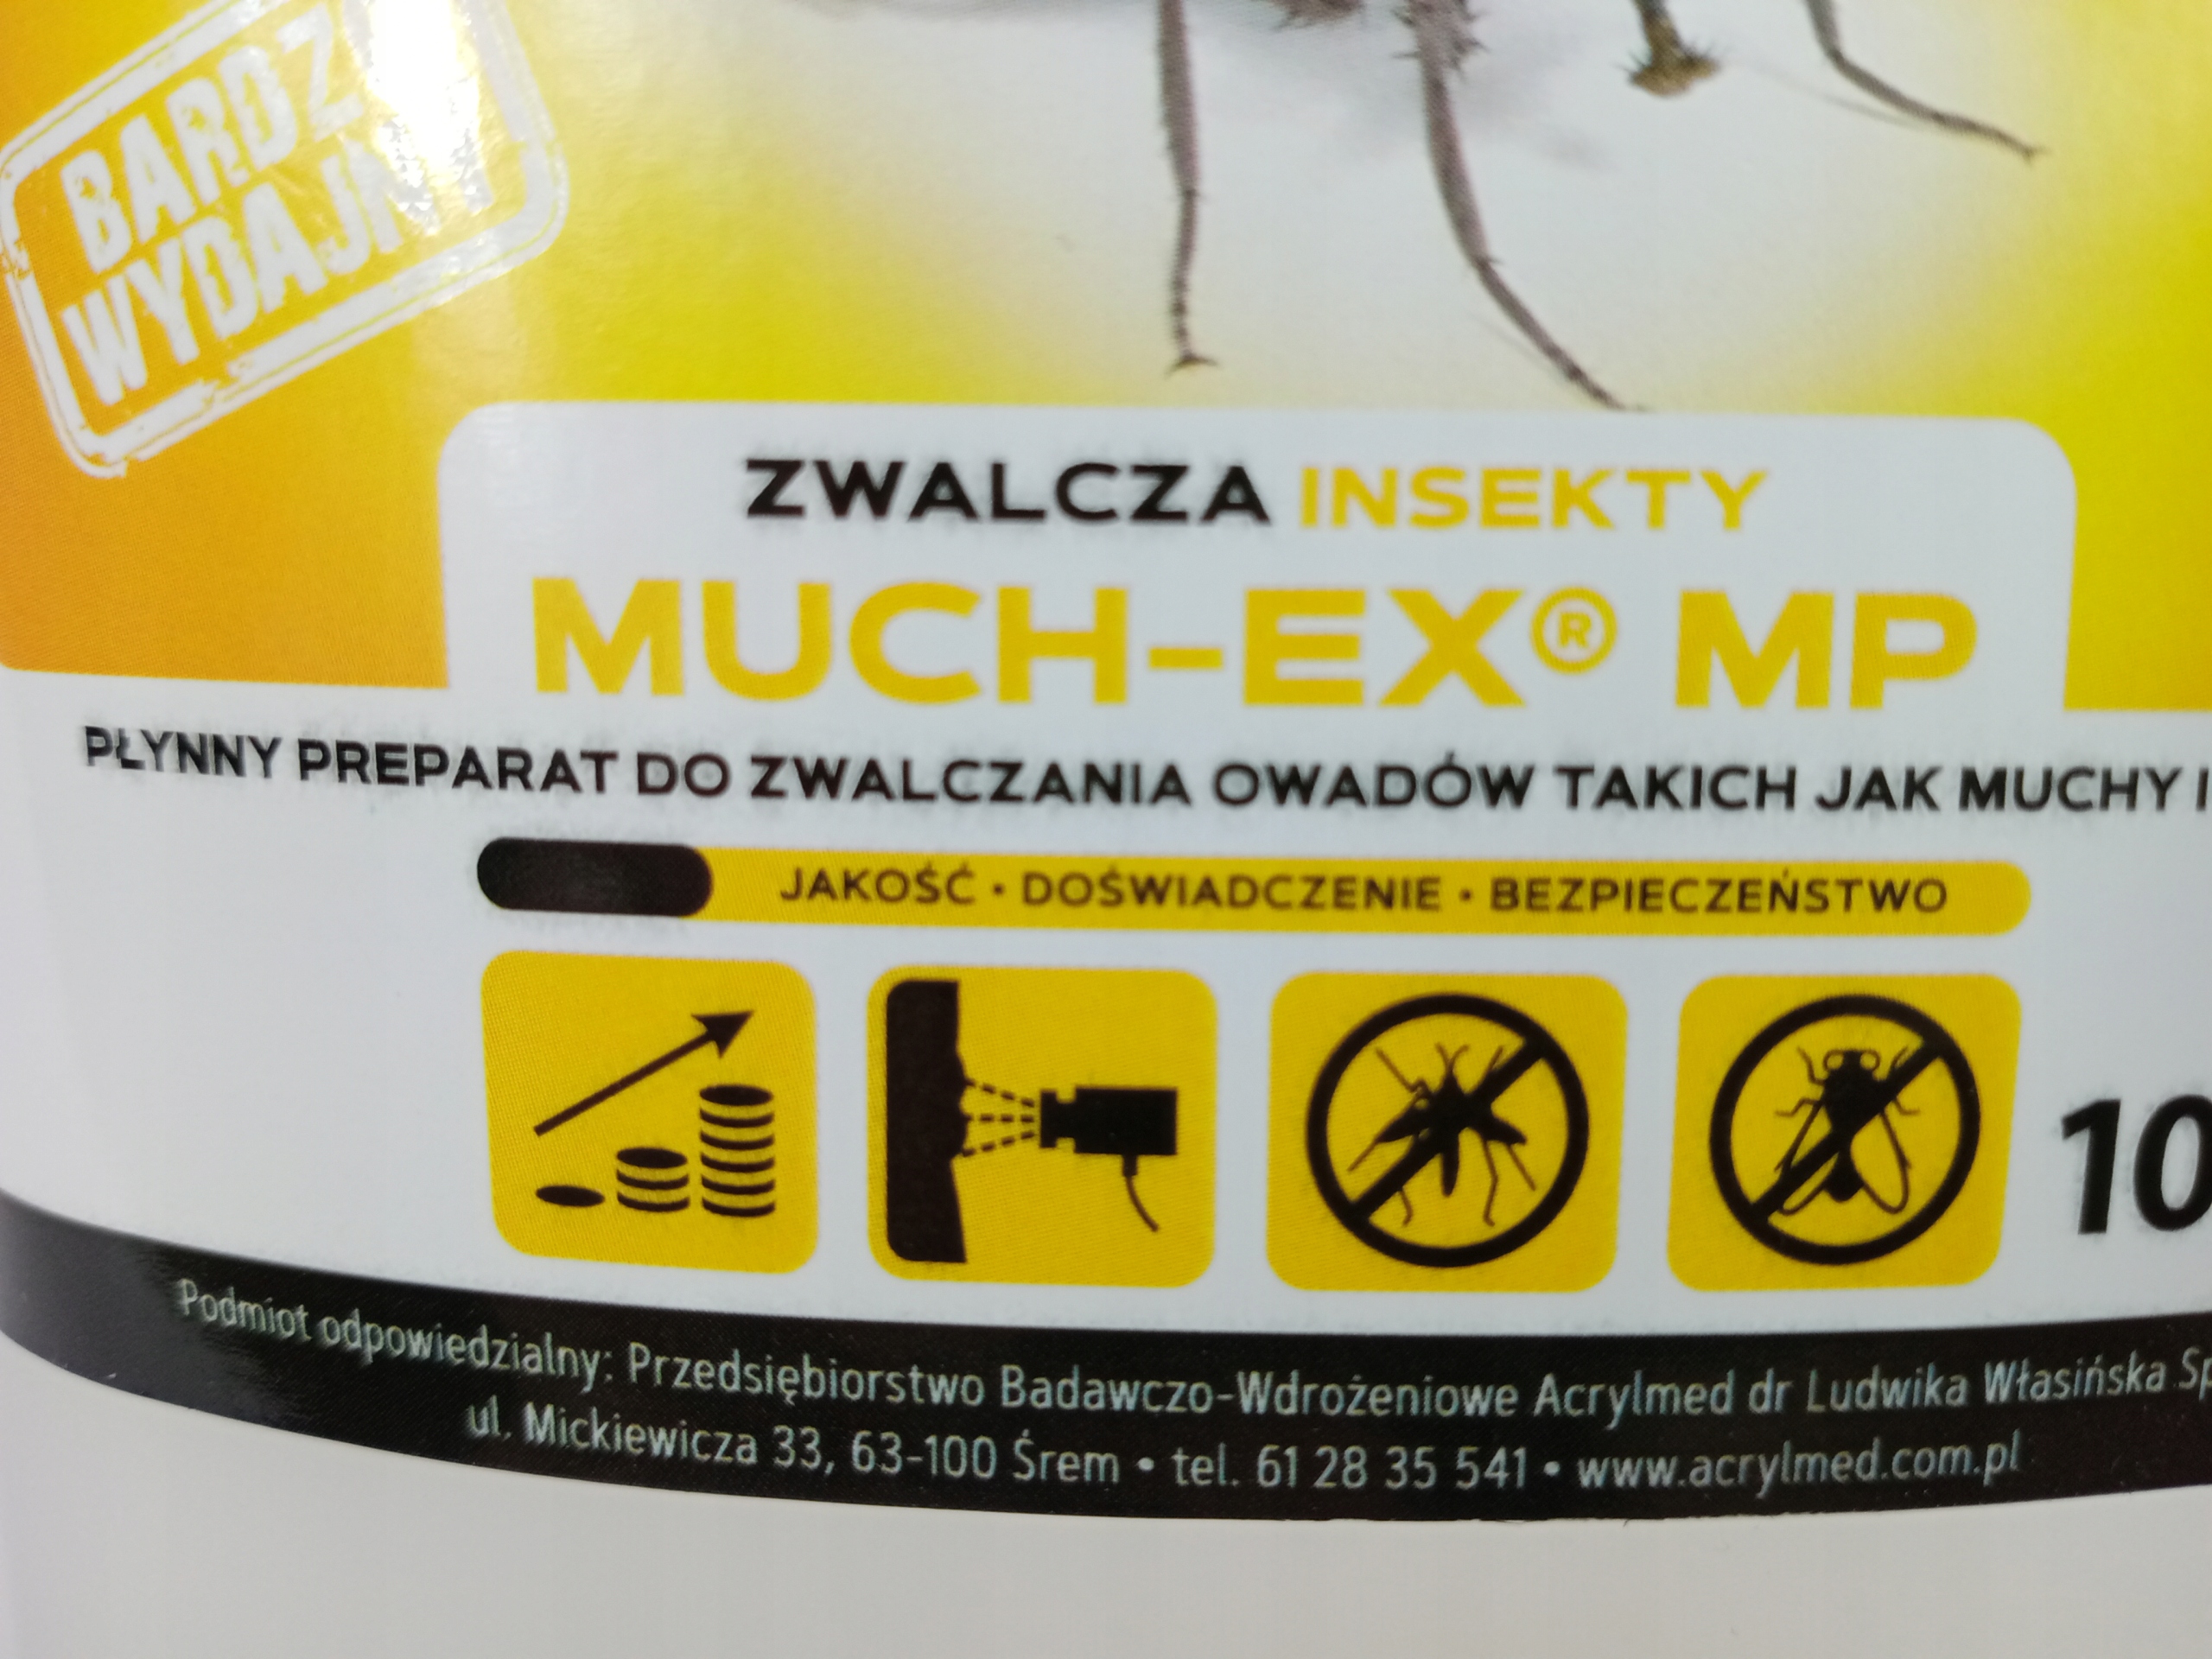 WYDAJNY
ZWALCZA INSEKTY
MUCH-EX® MP
PŁYNNY PREPARAT DO ZWALCZANIA OWADÓW TAKICH JAK MUCHY I
JAKOŚĆ • DOŚWIADCZENIE • BEZPIECZEŃSTWO
10
Podmiot odpowiedzialny: Przedsiębiorstwo Badawczo-Wdrożeniowe Acrylmed dr Ludwika Własińska Sp
ul. Mickiewicza 33, 63-100 Śrem • tel. 61 28 35 541 • www.acrylmed.com.pl